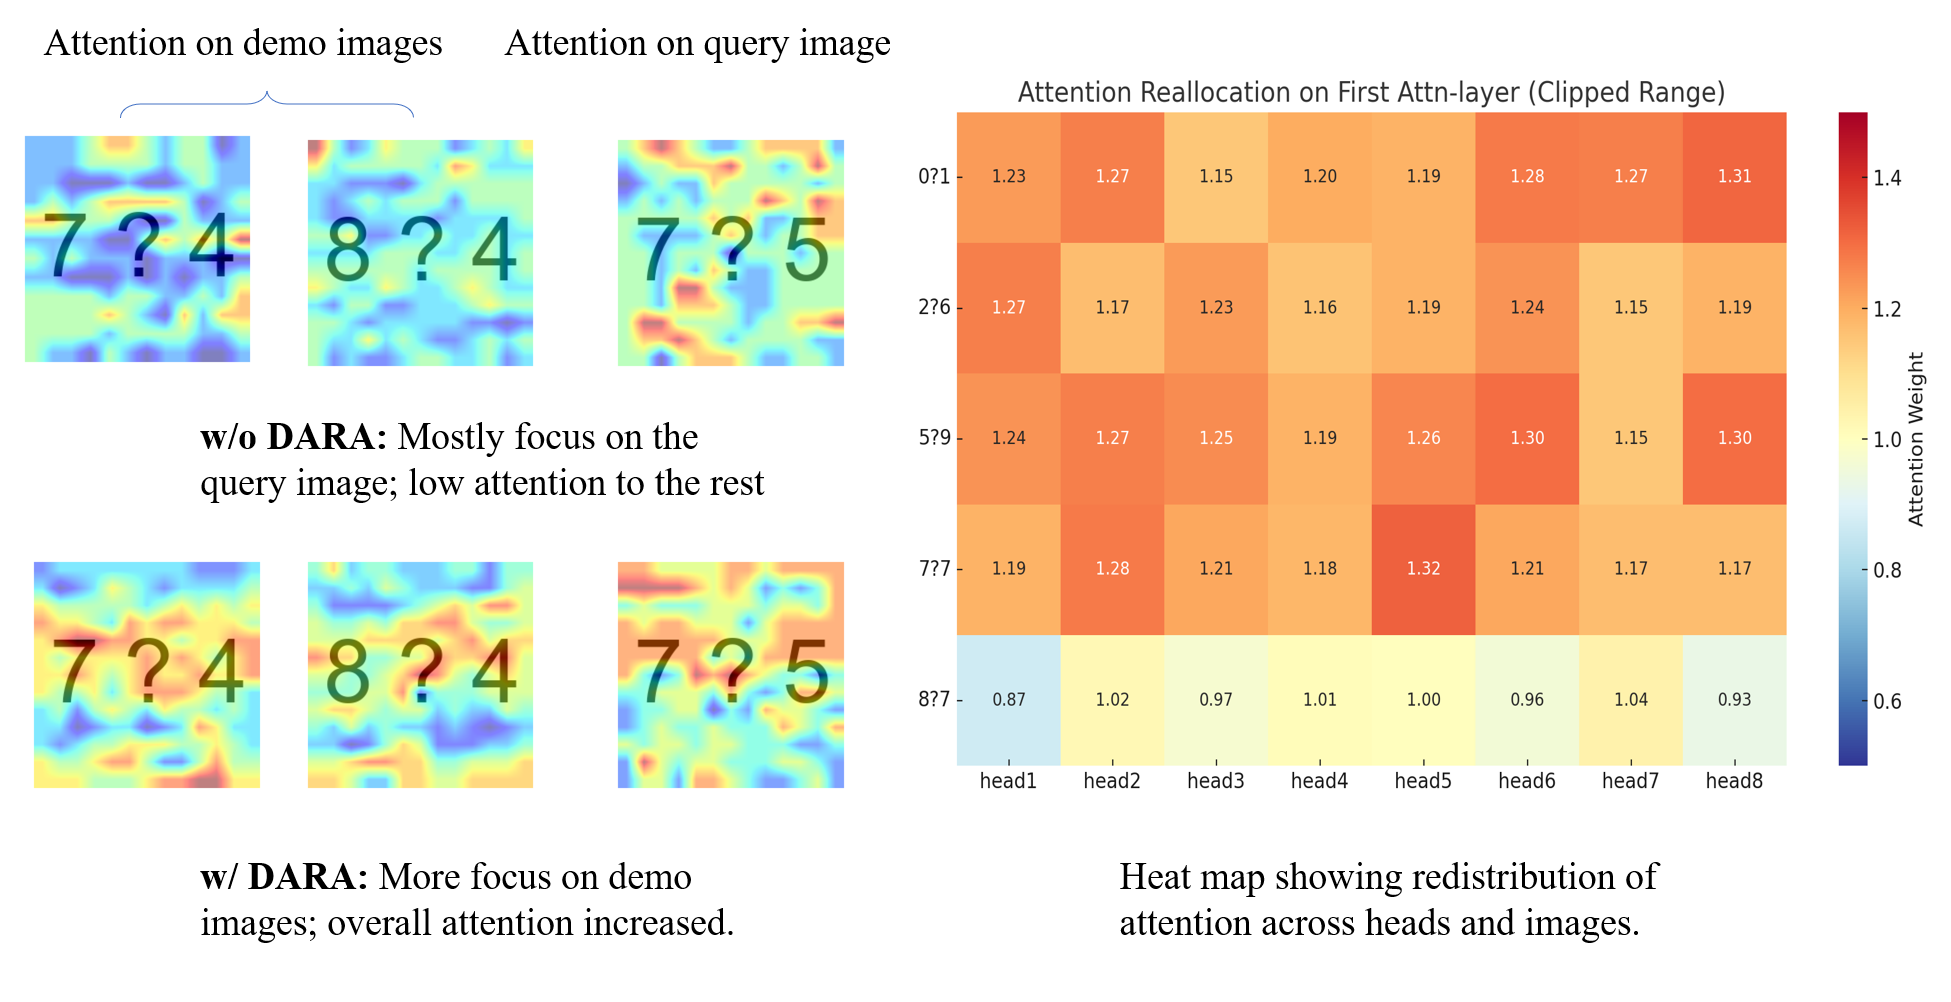 Attention on demo images
Attention on query image
7 ? 4
8 ? 4
7 ? 5
w/o DARA: Mostly focus on the
query image; low attention to the rest
7 ? 4
8 ? 4
7 ? 5
w/ DARA: More focus on demo
images; overall attention increased.
Attention Reallocation on First Attn-layer (Clipped Range)
0?1 1.23 1.27 1.15 1.20 1.19 1.28 1.27 1.31
2?6 1.27 1.17 1.23 1.16 1.19 1.24 1.15 1.19
5?9 1.24 1.27 1.25 1.19 1.26 1.30 1.15 1.30
7?7 1.19 1.28 1.21 1.18 1.32 1.21 1.17 1.17
8?7 0.87 1.02 0.97 1.01 1.00 0.96 1.04 0.93
head1 head2 head3 head4 head5 head6 head7 head8
1.4
1.2
1.0
0.8
0.6
Attention Weight
Heat map showing redistribution of
attention across heads and images.